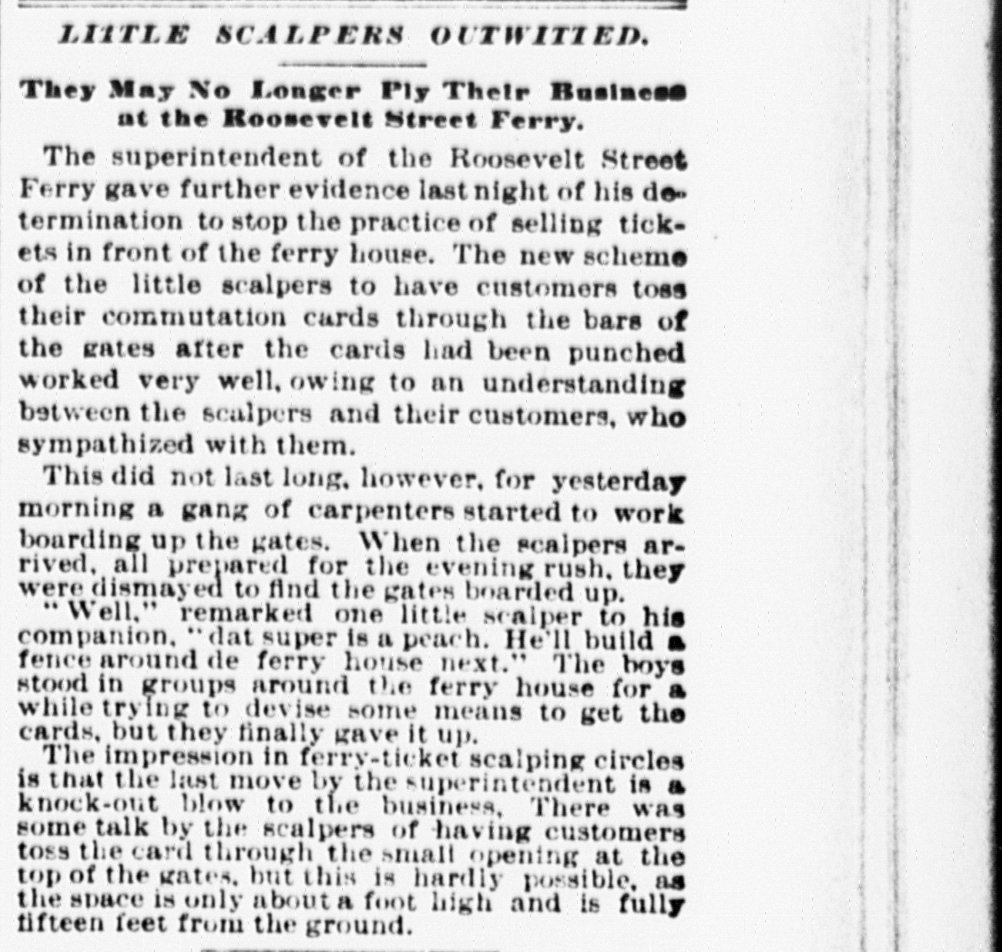 LITTLE SCALPERS OUTWITTED.
They May No Longer Ply Their Business
at the Roosevelt Street Ferry.
The superintendent of the Roosevelt Street
Ferry gave further evidence last night of his de-
termination to stop the practice of selling tick-
ets in front of the ferry house. The new scheme
of the little scalpers to have customers toss
their commutation cards through the bars of
the gates after the cards had been punched
worked very well, owing to an understanding
between the scalpers and their customers, who
sympathized with them.
This did not last long, however, for yesterday
morning a gang of carpenters started to work
boarding up the gates. When the scalpers ar-
rived, all prepared for the evening rush, they
were dismayed to find the gates boarded up.
"Well," remarked one little scalper to his
companion, "dat super is a peach. He'll build a
fence around de ferry house next." The boys
stood in groups around the ferry house for a
while trying to devise some means to get the
cards, but they finally gave it up.
The impression in ferry-ticket scalping circles
is that the last move by the superintendent is a
knock-out blow to the business. There was
some talk by the scalpers of having customers
toss the card through the small opening at the
top of the gates, but this is hardly possible, as
the space is only about a foot high and is fully
fifteen feet from the ground.